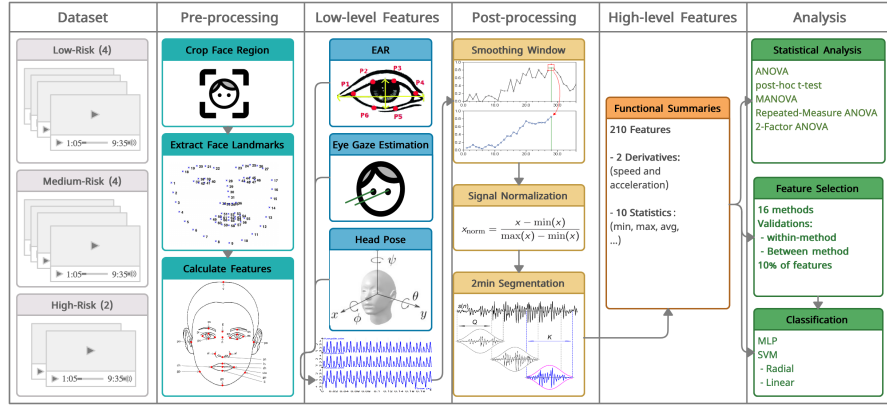 Dataset
Pre-processing
Low-level Features
Post-processing
High-level Features
Analysis
Low-Risk (4)
1:05
9:35
Medium-Risk (4)
1:05
9:35
High-Risk (2)
1:05
9:35
Crop Face Region
Extract Face Landmarks
Calculate Features
EAR
P1
P2
P3
P4
P5
P6
Eye Gaze Estimation
Head Pose
ψ
x
ϕ
θ
y
Smoothing Window
Signal Normalization
x_norm = (x − min(x)) / (max(x) − min(x))
2min Segmentation
s(n)
O
K
Functional Summaries
210 Features
- 2 Derivatives:
(speed and
acceleration)
- 10 Statistics:
(min, max, avg,
...)
Statistical Analysis
ANOVA
post-hoc t-test
MANOVA
Repeated-Measure ANOVA
2-Factor ANOVA
Feature Selection
16 methods
Validations:
- within-method
- Between method
10% of features
Classification
MLP
SVM
- Radial
- Linear